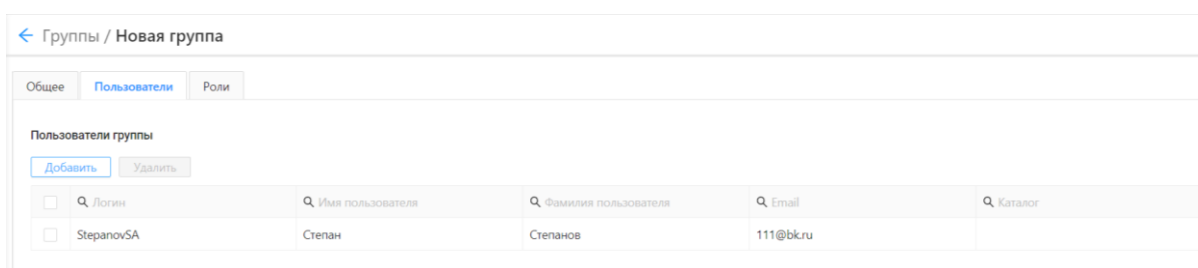 Группы / Новая группа
Общее Пользователи Роли
Пользователи группы
Добавить Удалить
Логин Имя пользователя Фамилия пользователя Email Каталог
StepanovSA Степан Степанов 111@bk.ru